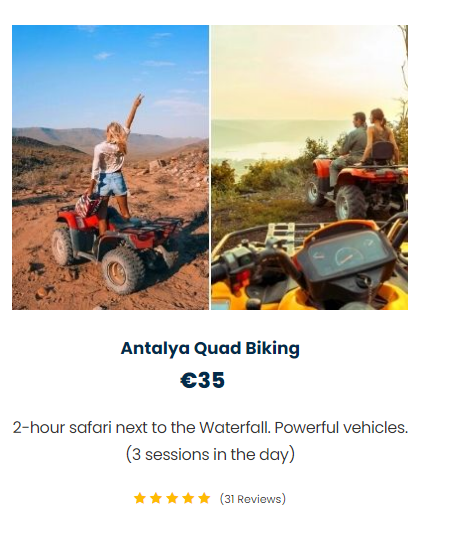 Antalya Quad Biking
€35
2-hour safari next to the Waterfall. Powerful vehicles.
(3 sessions in the day)
(31 Reviews)